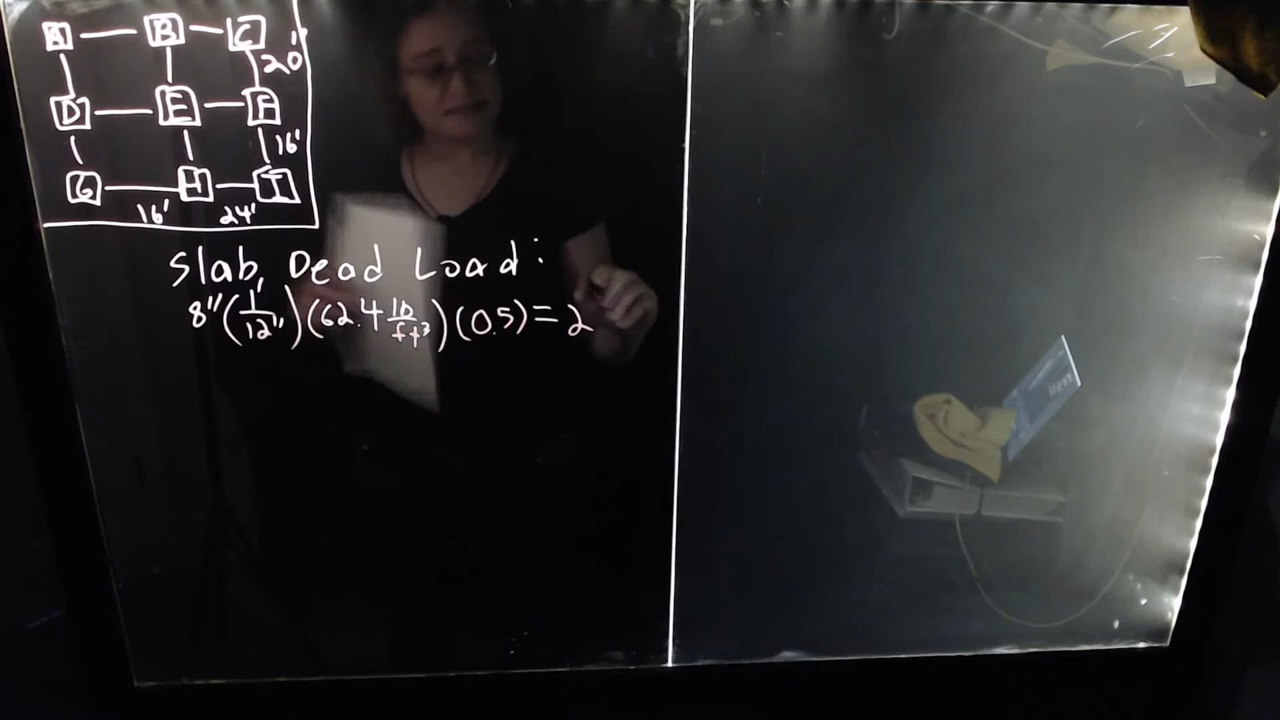 A B C
20'
D E F
16'
G H I
16' 24'
Slab Dead Load:
8" (1'/12") (62.4 lb/ft³) (0.5) = 2